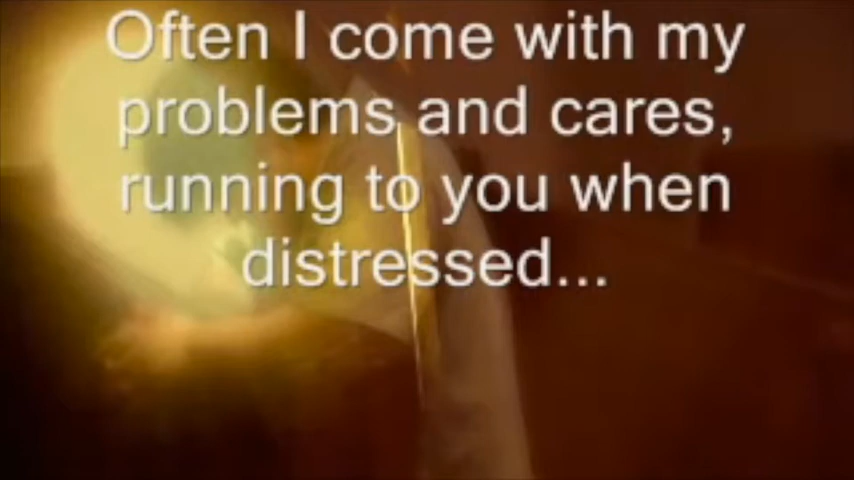 Often I come with my
problems and cares,
running to you when
distressed...